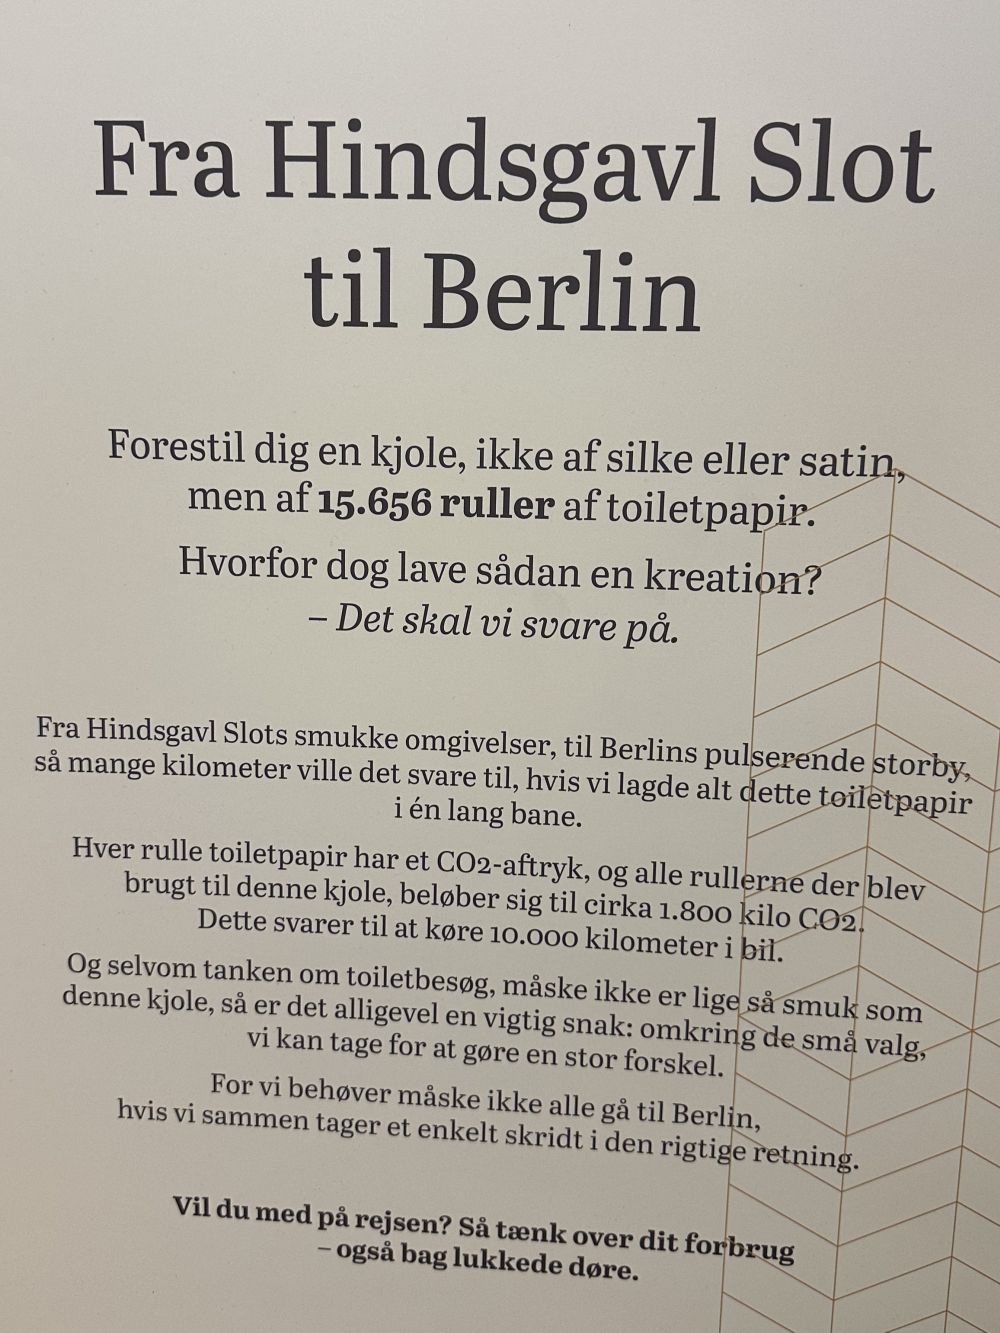 Fra Hindsgavl Slot
til Berlin
Forestil dig en kjole, ikke af silke eller satin,
men af 15.656 ruller af toiletpapir.
Hvorfor dog lave sådan en kreation?
– Det skal vi svare på.
Fra Hindsgavl Slots smukke omgivelser, til Berlins pulserende storby,
så mange kilometer ville det svare til, hvis vi lagde alt dette toiletpapir
i én lang bane.
Hver rulle toiletpapir har et CO2-aftryk, og alle rullerne der blev
brugt til denne kjole, beløber sig til cirka 1.800 kilo CO2.
Dette svarer til at køre 10.000 kilometer i bil.
Og selvom tanken om toiletbesøg, måske ikke er lige så smuk som
denne kjole, så er det alligevel en vigtig snak: omkring de små valg,
vi kan tage for at gøre en stor forskel.
For vi behøver måske ikke alle gå til Berlin,
hvis vi sammen tager et enkelt skridt i den rigtige retning.
Vil du med på rejsen? Så tænk over dit forbrug
– også bag lukkede døre.